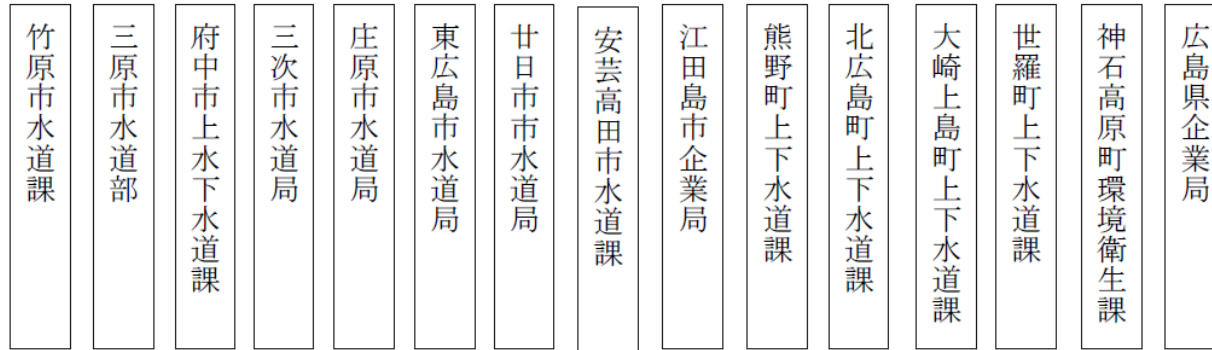 竹原市水道課
三原市水道部
府中市上水下水道課
三次市水道局
庄原市水道局
東広島市水道局
廿日市市水道局
安芸高田市水道課
江田島市企業局
熊野町上下水道課
北広島町上下水道課
大崎上島町上下水道課
世羅町上下水道課
神石高原町環境衛生課
広島県企業局